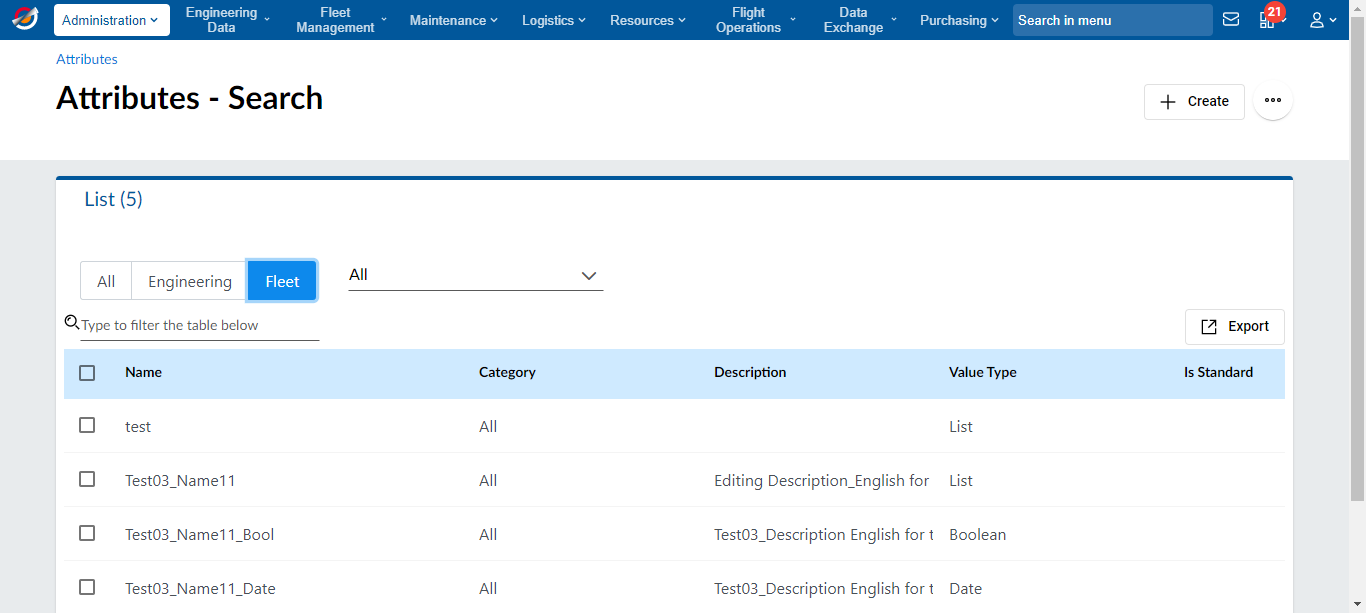 Administration
Engineering
Data
Fleet
Management
Maintenance
Logistics
Resources
Flight
Operations
Data
Exchange
Purchasing
Search in menu
21
Attributes
Attributes - Search
Create
List (5)
All
Engineering
Fleet
All
Type to filter the table below
Export
Name Category Description Value Type Is Standard
test All List
Test03_Name11 All Editing Description_English for List
Test03_Name11_Bool All Test03_Description English for t Boolean
Test03_Name11_Date All Test03_Description English for t Date